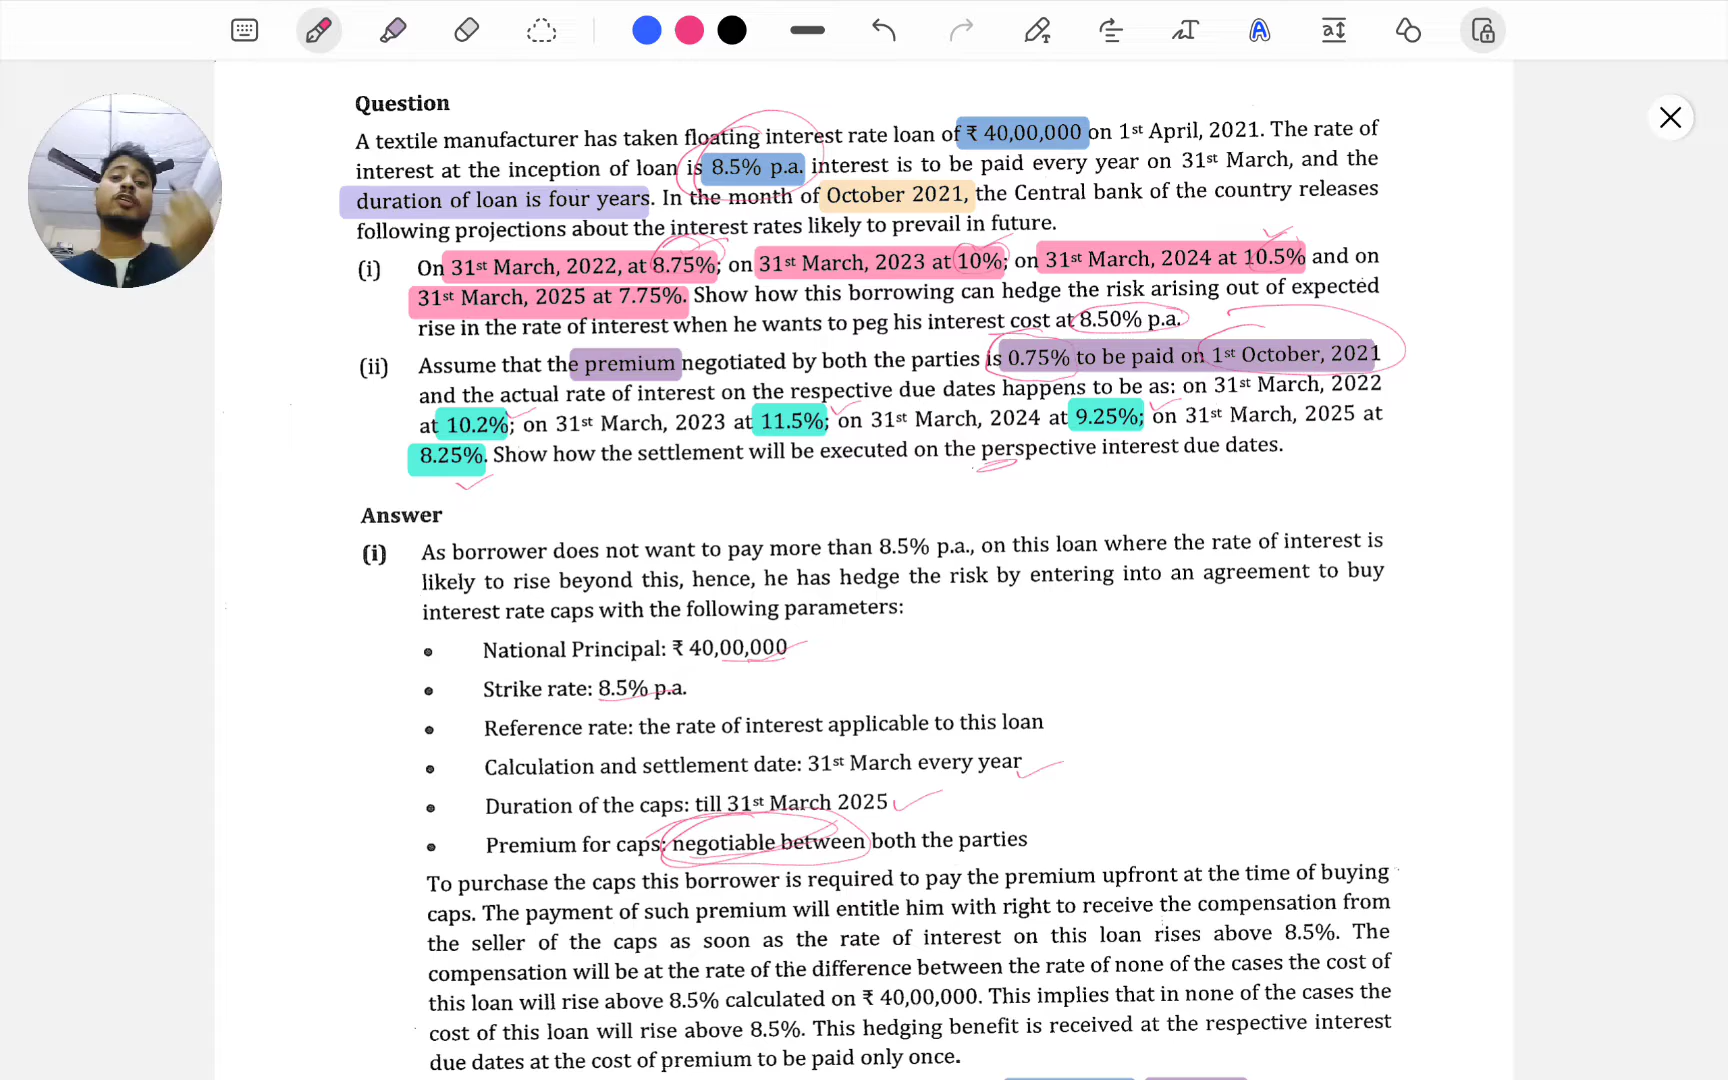 Question
A textile manufacturer has taken floating interest rate loan of ₹ 40,00,000 on 1st April, 2021. The rate of
interest at the inception of loan is 8.5% p.a. interest is to be paid every year on 31st March, and the
duration of loan is four years. In the month of October 2021, the Central bank of the country releases
following projections about the interest rates likely to prevail in future.
(i) On 31st March, 2022, at 8.75%; on 31st March, 2023 at 10%; on 31st March, 2024 at 10.5% and on
31st March, 2025 at 7.75%. Show how this borrowing can hedge the risk arising out of expected
rise in the rate of interest when he wants to peg his interest cost at 8.50% p.a.
(ii) Assume that the premium negotiated by both the parties is 0.75% to be paid on 1st October, 2021
and the actual rate of interest on the respective due dates happens to be as: on 31st March, 2022
at 10.2%; on 31st March, 2023 at 11.5%; on 31st March, 2024 at 9.25%; on 31st March, 2025 at
8.25%. Show how the settlement will be executed on the perspective interest due dates.
Answer
(i) As borrower does not want to pay more than 8.5% p.a., on this loan where the rate of interest is
likely to rise beyond this, hence, he has hedge the risk by entering into an agreement to buy
interest rate caps with the following parameters:
• National Principal: ₹ 40,00,000
• Strike rate: 8.5% p.a.
• Reference rate: the rate of interest applicable to this loan
• Calculation and settlement date: 31st March every year
• Duration of the caps: till 31st March 2025
• Premium for caps: negotiable between both the parties
To purchase the caps this borrower is required to pay the premium upfront at the time of buying
caps. The payment of such premium will entitle him with right to receive the compensation from
the seller of the caps as soon as the rate of interest on this loan rises above 8.5%. The
compensation will be at the rate of the difference between the rate of none of the cases the cost of
this loan will rise above 8.5% calculated on ₹ 40,00,000. This implies that in none of the cases the
cost of this loan will rise above 8.5%. This hedging benefit is received at the respective interest
due dates at the cost of premium to be paid only once.